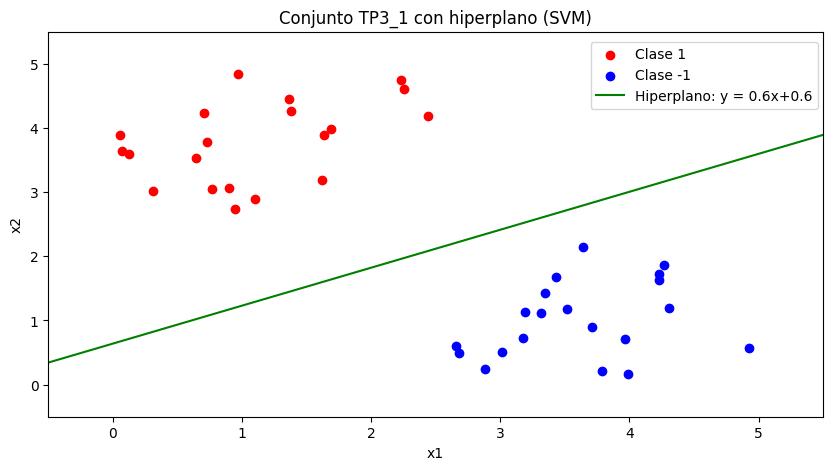 Conjunto TP3_1 con hiperplano (SVM)
Clase 1
Clase -1
Hiperplano: y = 0.6x+0.6
x2
5
4
3
2
1
0
0 1 2 3 4 5
x1